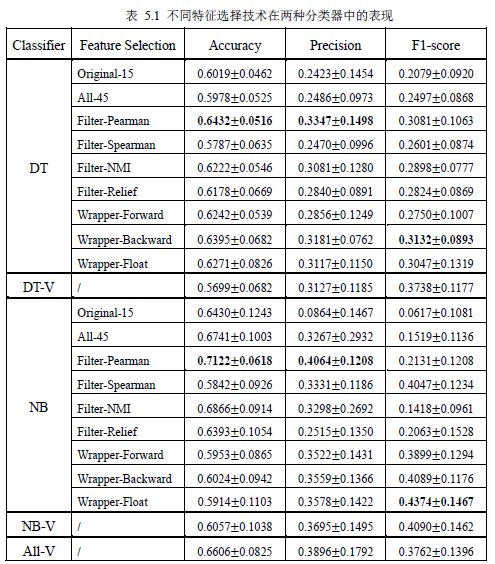 表 5.1 不同特征选择技术在两种分类器中的表现
Classifier Feature Selection Accuracy Precision F1-score
DT
Original-15 0.6019±0.0462 0.2423±0.1454 0.2079±0.0920
All-45 0.5978±0.0525 0.2486±0.0973 0.2497±0.0868
Filter-Pearman 0.6432±0.0516 0.3347±0.1498 0.3081±0.1063
Filter-Spearman 0.5787±0.0635 0.2470±0.0996 0.2601±0.0874
Filter-NMI 0.6222±0.0546 0.3081±0.1280 0.2898±0.0777
Filter-Relief 0.6178±0.0669 0.2840±0.0891 0.2824±0.0869
Wrapper-Forward 0.6242±0.0539 0.2856±0.1249 0.2750±0.1007
Wrapper-Backward 0.6395±0.0682 0.3181±0.0762 0.3132±0.0893
Wrapper-Float 0.6271±0.0826 0.3117±0.1150 0.3047±0.1319
DT-V / 0.5699±0.0682 0.3127±0.1185 0.3738±0.1177
NB
Original-15 0.6430±0.1243 0.0864±0.1467 0.0617±0.1081
All-45 0.6741±0.1003 0.3267±0.2932 0.1519±0.1136
Filter-Pearman 0.7122±0.0618 0.4064±0.1208 0.2131±0.1208
Filter-Spearman 0.5842±0.0926 0.3331±0.1186 0.4047±0.1234
Filter-NMI 0.6866±0.0914 0.3298±0.2692 0.1418±0.0961
Filter-Relief 0.6393±0.1054 0.2515±0.1350 0.2063±0.1528
Wrapper-Forward 0.5953±0.0865 0.3522±0.1431 0.3899±0.1294
Wrapper-Backward 0.6024±0.0942 0.3559±0.1366 0.4089±0.1176
Wrapper-Float 0.5914±0.1103 0.3578±0.1422 0.4374±0.1467
NB-V / 0.6057±0.1038 0.3695±0.1495 0.4090±0.1462
All-V / 0.6606±0.0825 0.3896±0.1792 0.3762±0.1396